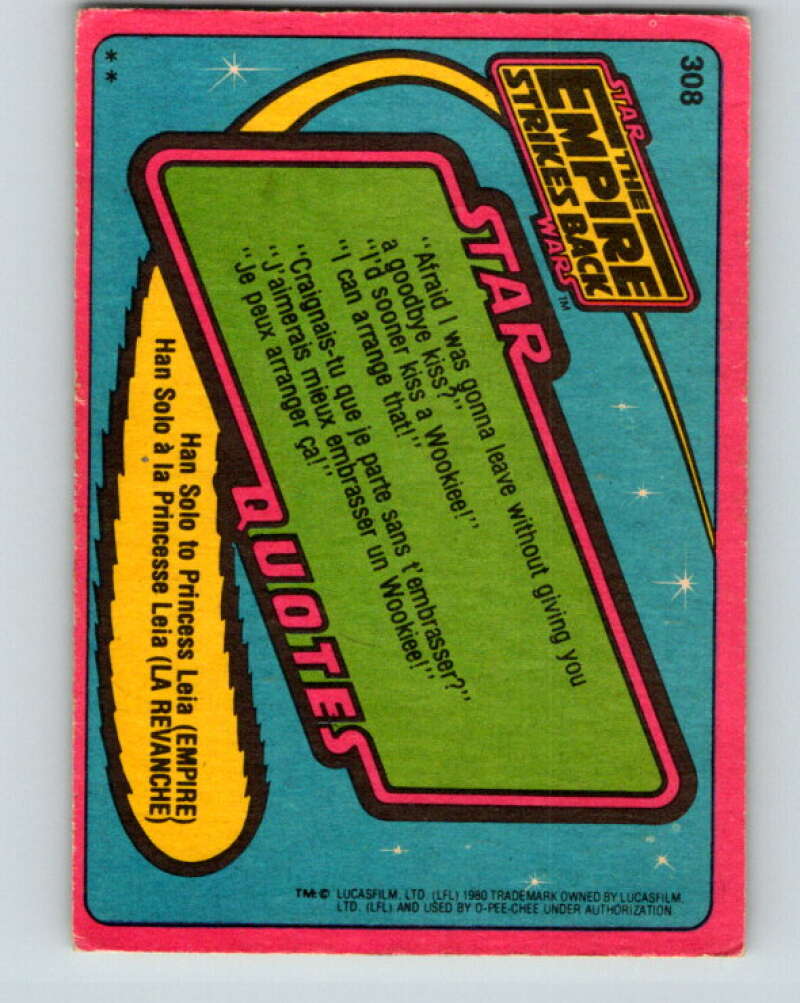 308
STAR
THE
EMPIRE
STRIKES BACK
WARS™
STAR
"Afraid I was gonna leave without giving you
a goodbye kiss?"
"I'd sooner kiss a Wookiee!"
"I can arrange that!"
"Craignais-tu que je parte sans t'embrasser?"
"J'aimerais mieux embrasser un Wookiee!"
"Je peux arranger ça!"
QUOTES
Han Solo to Princess Leia (EMPIRE)
Han Solo à la Princesse Leia (LA REVANCHE)
**
TM: © LUCASFILM, LTD. (LFL) 1980 TRADEMARK OWNED BY LUCASFILM,
LTD. (LFL) AND USED BY O-PEE-CHEE UNDER AUTHORIZATION.